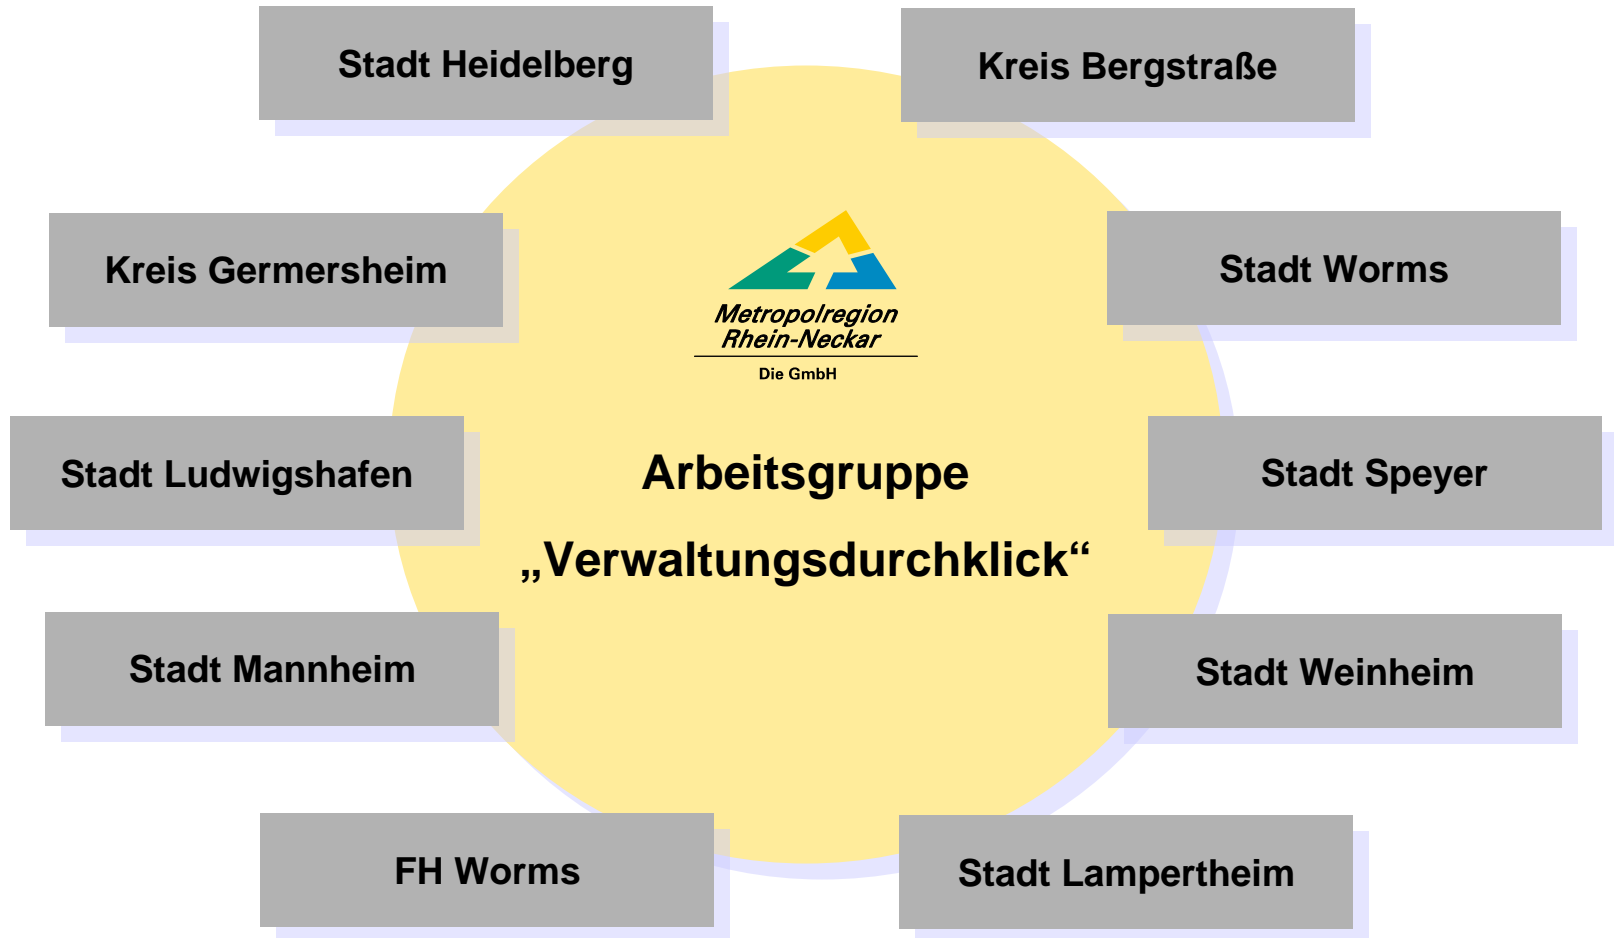 Stadt Heidelberg
Kreis Bergstraße
Kreis Germersheim
Stadt Worms
Metropolregion
Rhein-Neckar
Die GmbH
Stadt Ludwigshafen
Arbeitsgruppe
Stadt Speyer
„Verwaltungsdurchklick“
Stadt Mannheim
Stadt Weinheim
FH Worms
Stadt Lampertheim